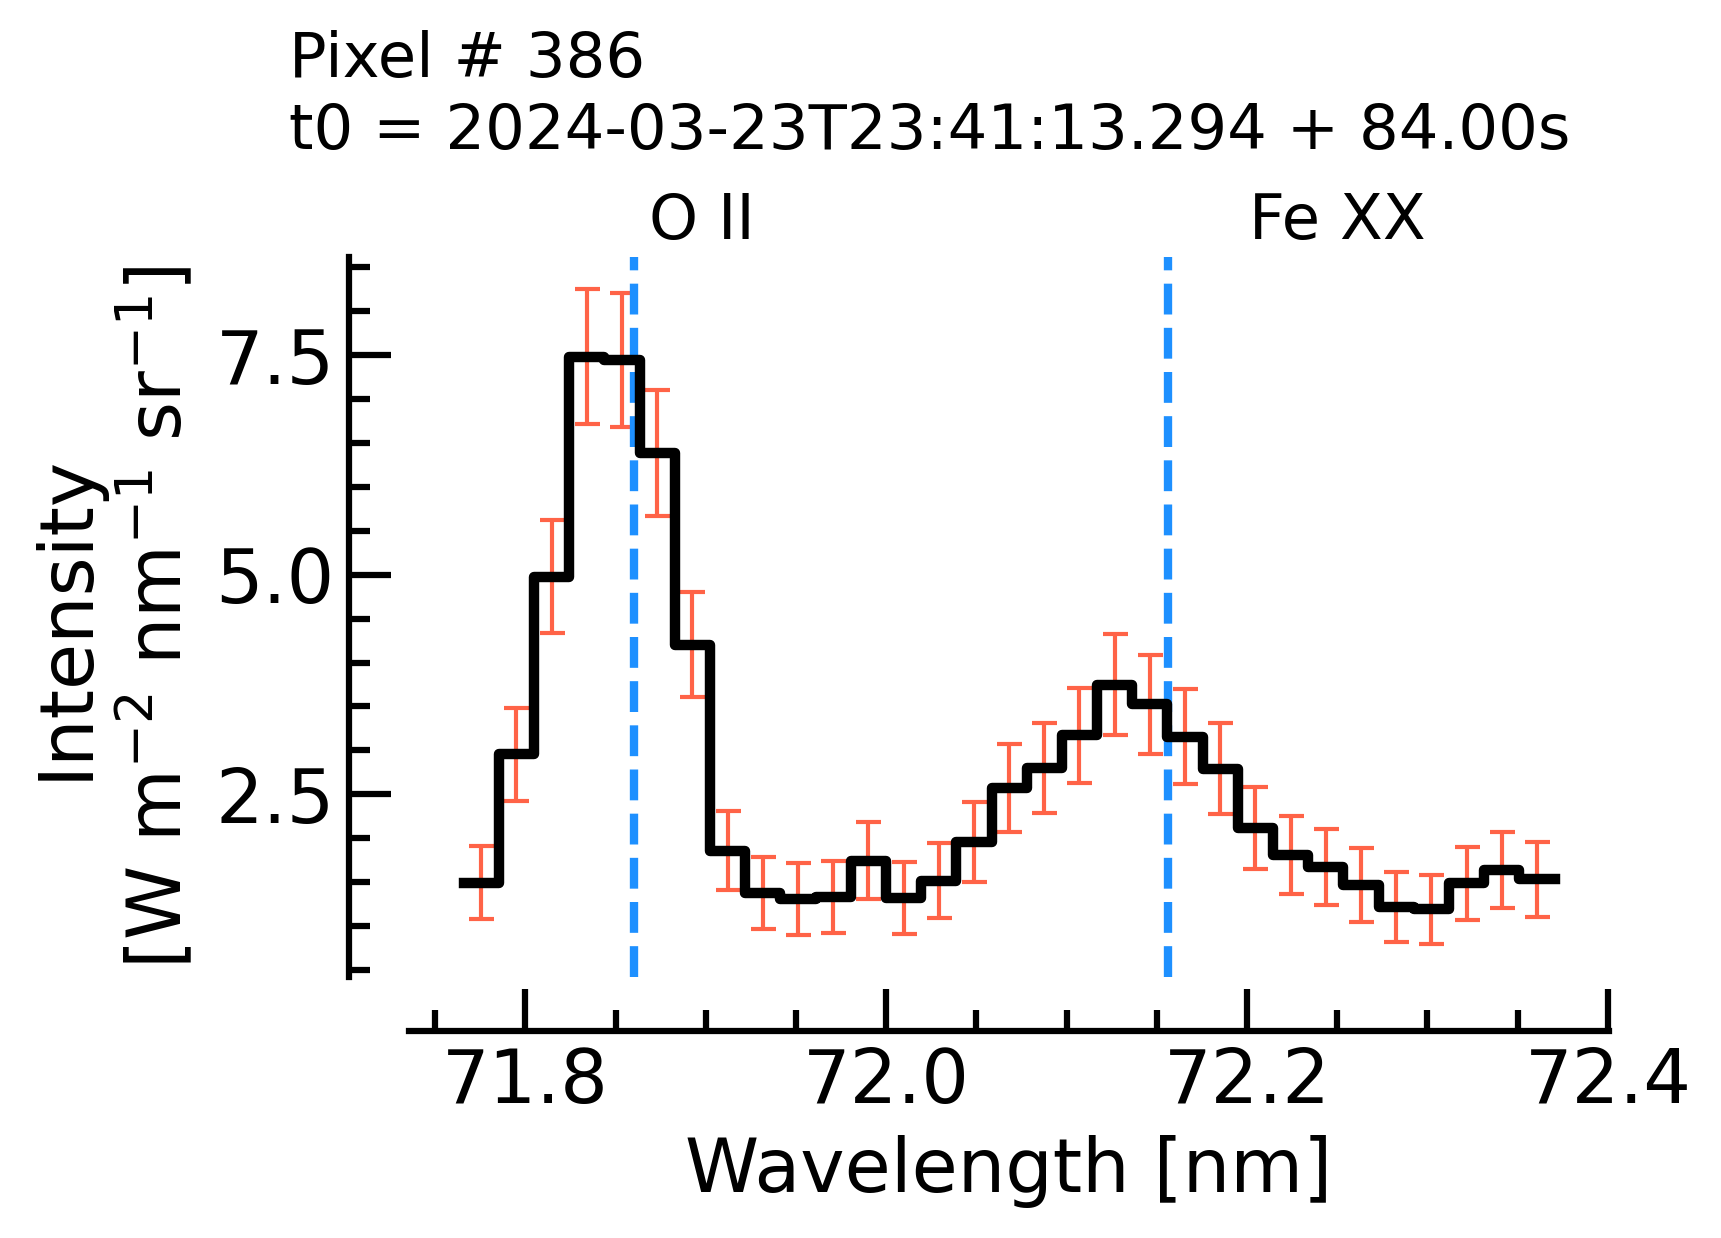 Pixel # 386
t0 = 2024-03-23T23:41:13.294 + 84.00s
O II
Fe XX
Intensity
[W m⁻² nm⁻¹ sr⁻¹]
7.5
5.0
2.5
71.8
72.0
72.2
72.4
Wavelength [nm]